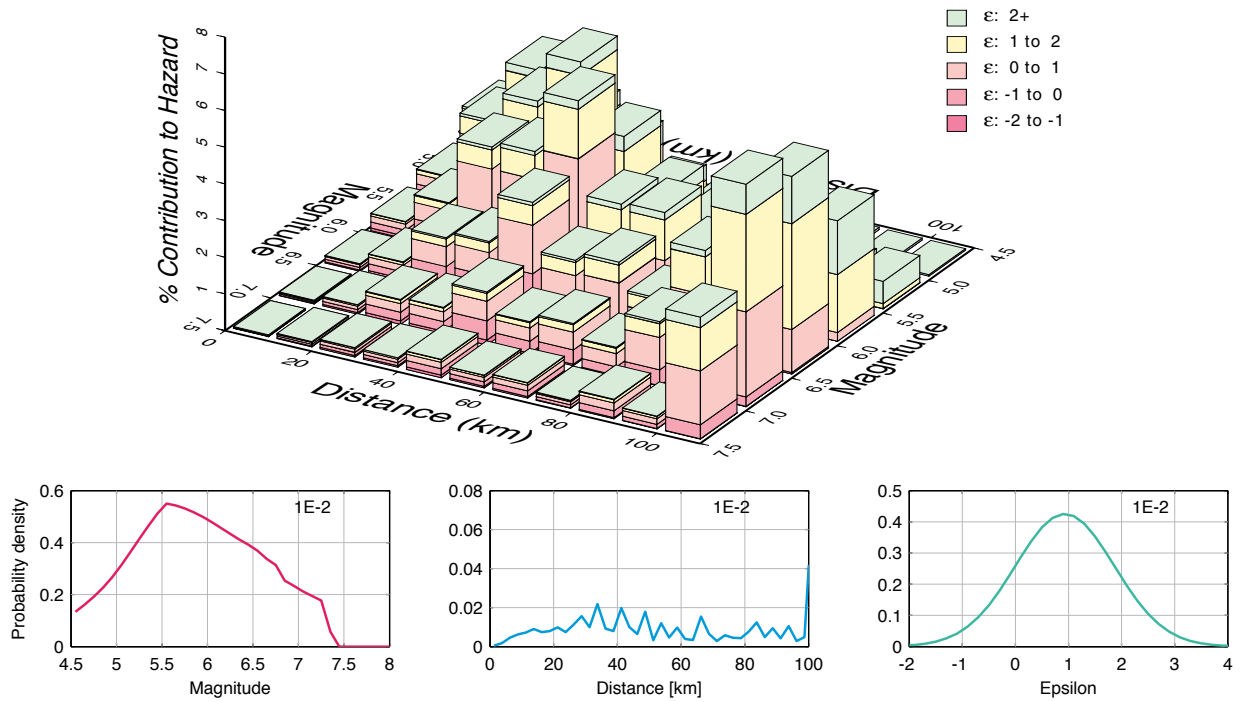 8
7
6
5
4
3
2
1
% Contribution to Hazard
ε: 2+
ε: 1 to 2
ε: 0 to 1
ε: -1 to 0
ε: -2 to -1
5.0
5.5
6.0
6.5
7.0
7.5
Magnitude
(km)
Dis
0
20
40
60
80
100
Distance (km)
100
4.5
5.0
5.5
6.0
6.5
7.0
7.5
Magnitude
Probability density
0.6
0.4
0.2
0
1E-2
4.5 5 5.5 6 6.5 7 7.5 8
Magnitude
0.08
0.06
0.04
0.02
0
1E-2
0 20 40 60 80 100
Distance [km]
0.5
0.4
0.3
0.2
0.1
0
1E-2
-2 -1 0 1 2 3 4
Epsilon